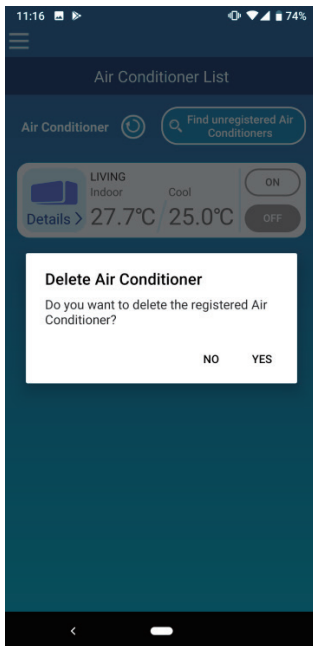 11:16 74%
Air Conditioner List
Air Conditioner Find unregistered Air
Conditioners
LIVING
Indoor Cool ON
Details > 27.7℃ 25.0℃ OFF
Delete Air Conditioner
Do you want to delete the registered Air
Conditioner?
NO YES